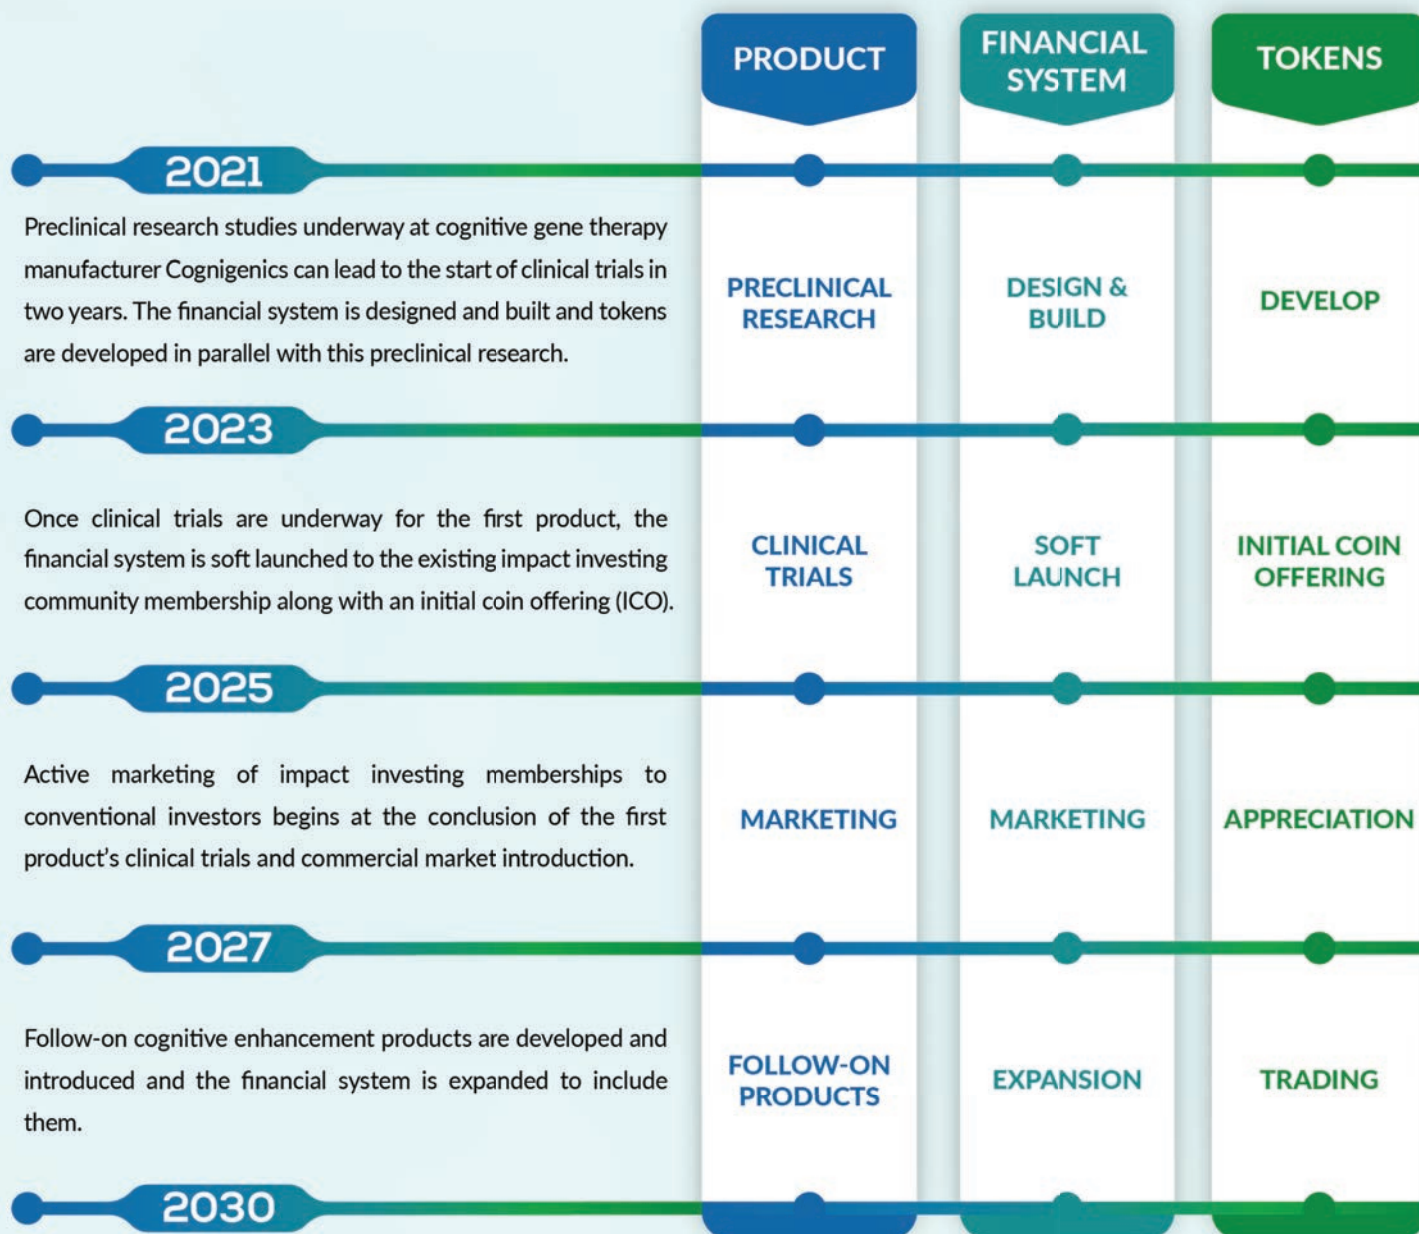 PRODUCT
FINANCIAL
SYSTEM
TOKENS
2021
Preclinical research studies underway at cognitive gene therapy
manufacturer Cognigenics can lead to the start of clinical trials in
two years. The financial system is designed and built and tokens
are developed in parallel with this preclinical research.
PRECLINICAL
RESEARCH
DESIGN &
BUILD
DEVELOP
2023
Once clinical trials are underway for the first product, the
financial system is soft launched to the existing impact investing
community membership along with an initial coin offering (ICO).
CLINICAL
TRIALS
SOFT
LAUNCH
INITIAL COIN
OFFERING
2025
Active marketing of impact investing memberships to
conventional investors begins at the conclusion of the first
product’s clinical trials and commercial market introduction.
MARKETING
MARKETING
APPRECIATION
2027
Follow-on cognitive enhancement products are developed and
introduced and the financial system is expanded to include
them.
FOLLOW-ON
PRODUCTS
EXPANSION
TRADING
2030